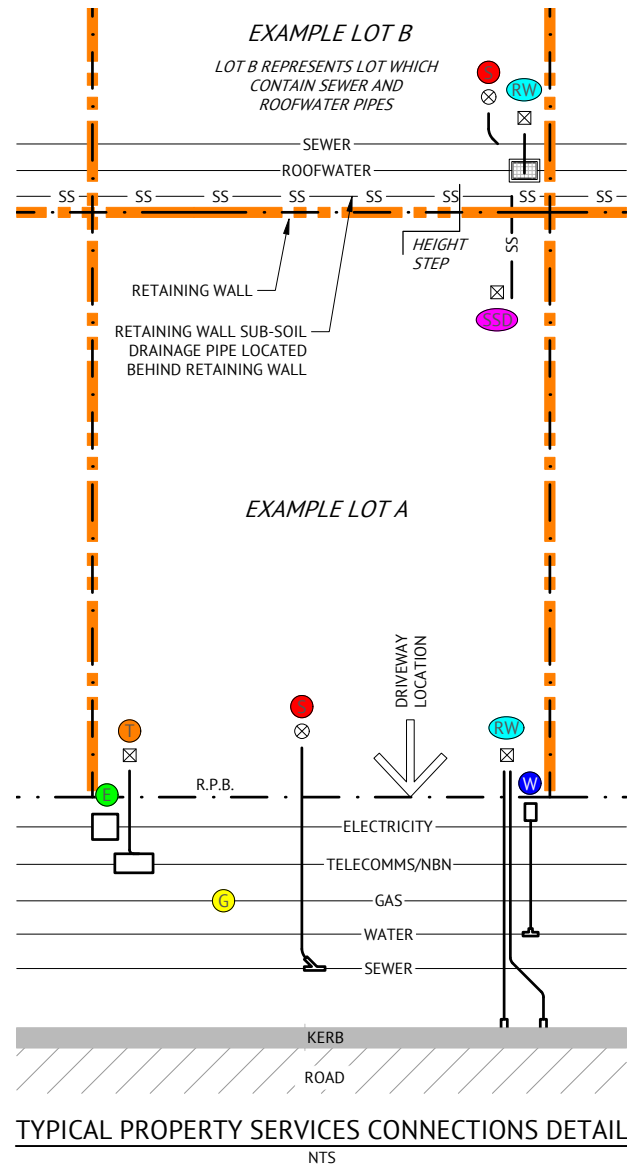 EXAMPLE LOT B
LOT B REPRESENTS LOT WHICH
CONTAIN SEWER AND
ROOFWATER PIPES
S
RW
SEWER
ROOFWATER
SS SS SS SS SS SS SS SS
HEIGHT
STEP
SS
RETAINING WALL
SSD
RETAINING WALL SUB-SOIL
DRAINAGE PIPE LOCATED
BEHIND RETAINING WALL
EXAMPLE LOT A
DRIVEWAY
LOCATION
T
S
RW
E
R.P.B.
W
ELECTRICITY
TELECOMMS/NBN
G
GAS
WATER
SEWER
KERB
ROAD
TYPICAL PROPERTY SERVICES CONNECTIONS DETAIL
NTS